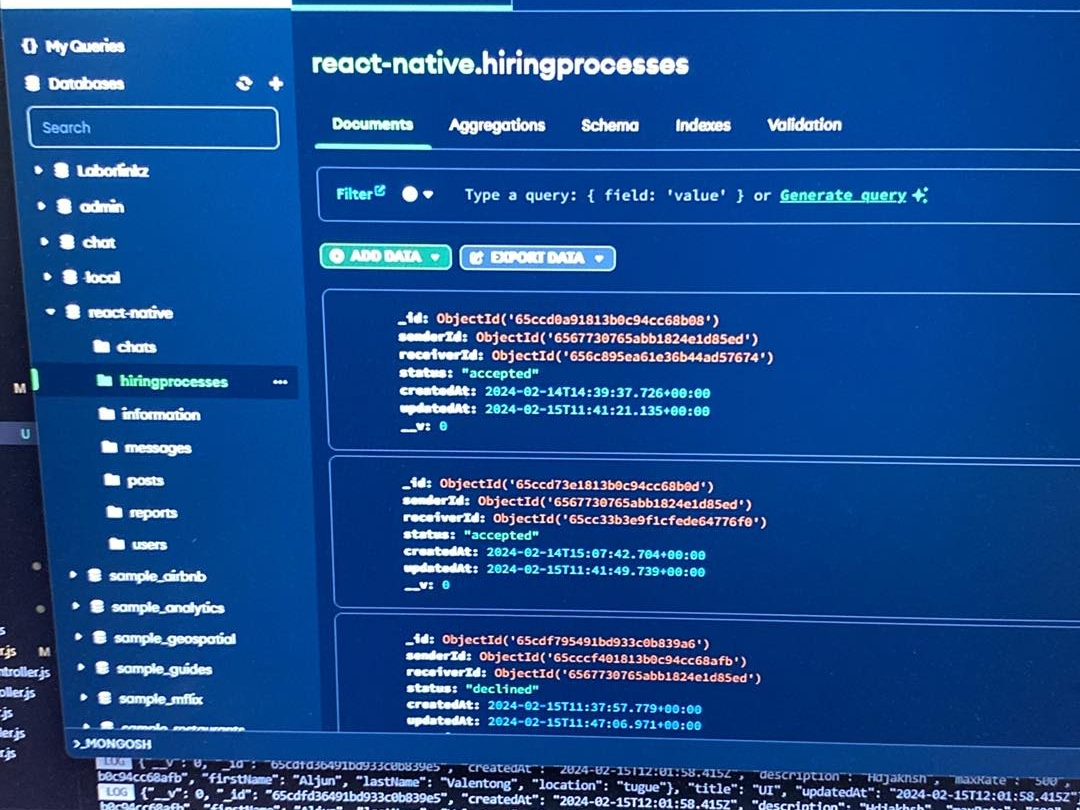 My Queries
Databases
Search
Laborlinkz
admin
chat
local
react-native
chats
hiringprocesses
information
messages
posts
reports
users
sample_airbnb
sample_analytics
sample_geospatial
sample_guides
sample_mflix
sample_restaurants
>_MONGOSH
M
U
s
r.js M
ntroller.js
oller.js
.js
ler.js
r.js
react-native.hiringprocesses
Documents Aggregations Schema Indexes Validation
Filter Type a query: { field: 'value' } or Generate query
ADD DATA EXPORT DATA
_id: ObjectId('65ccd0a91813b0c94cc68b08')
senderId: ObjectId('6567730765abb1824e1d85ed')
receiverId: ObjectId('656c895ea61e36b44ad57674')
status: "accepted"
createdAt: 2024-02-14T14:39:37.726+00:00
updatedAt: 2024-02-15T11:41:21.135+00:00
__v: 0
_id: ObjectId('65ccd73e1813b0c94cc68b0d')
senderId: ObjectId('6567730765abb1824e1d85ed')
receiverId: ObjectId('65cc33b3e9f1cfede64776f0')
status: "accepted"
createdAt: 2024-02-14T15:07:42.704+00:00
updatedAt: 2024-02-15T11:41:49.739+00:00
__v: 0
_id: ObjectId('65cdf795491bd933c0b839a6')
senderId: ObjectId('65cccf401813b0c94cc68afb')
receiverId: ObjectId('6567730765abb1824e1d85ed')
status: "declined"
createdAt: 2024-02-15T11:37:57.779+00:00
updatedAt: 2024-02-15T11:47:06.971+00:00
LOG {"__v": 0, "_id": "65cdfd36491bd933c0b839e5", "createdAt": "2024-02-15T12:01:58.415Z", "description": "Hdjakhsh", "maxRate": "500
b0c94cc68afb", "firstName": "Aljun", "lastName": "Valentong", "location": "tugue"}, "title": "UI", "updatedAt": "2024-02-15T12:01:58.415Z"
LOG {"__v": 0, "_id": "65cdfd36491bd933c0b839e5", "createdAt": "2024-02-15T12:01:58.415Z", "description": "Hdjakhsh"
b0c94cc68afb", "firstName": "Aljun", "lastName": "Valentong",